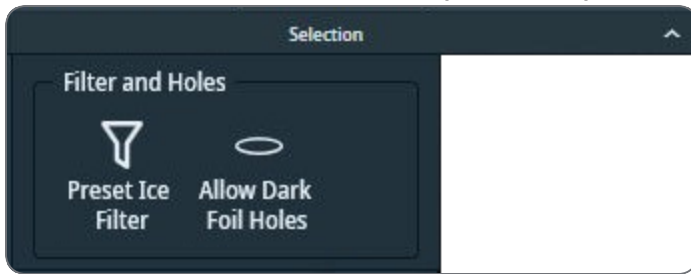 Selection
Filter and Holes
Preset Ice
Filter
Allow Dark
Foil Holes